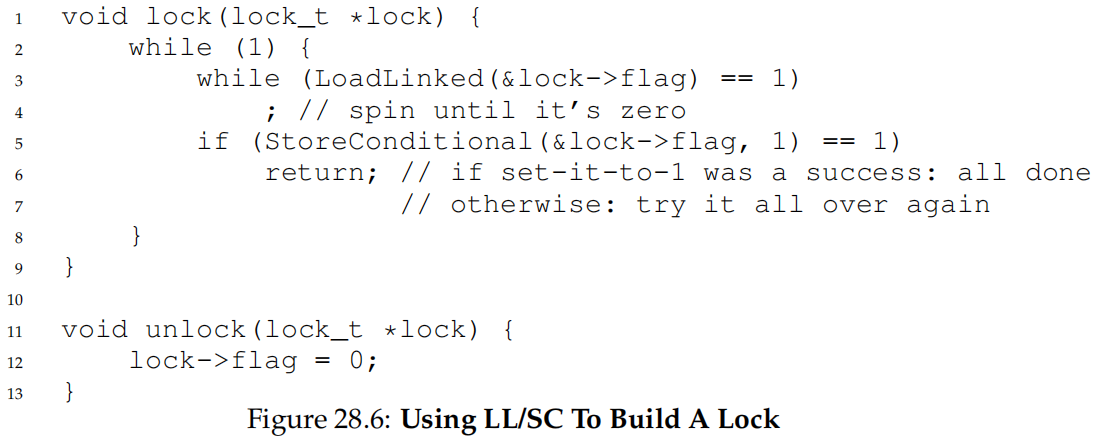 1 void lock(lock_t *lock) {
2 while (1) {
3 while (LoadLinked(&lock->flag) == 1)
4 ; // spin until it's zero
5 if (StoreConditional(&lock->flag, 1) == 1)
6 return; // if set-it-to-1 was a success: all done
7 // otherwise: try it all over again
8 }
9 }
10
11 void unlock(lock_t *lock) {
12 lock->flag = 0;
13 }
Figure 28.6: Using LL/SC To Build A Lock